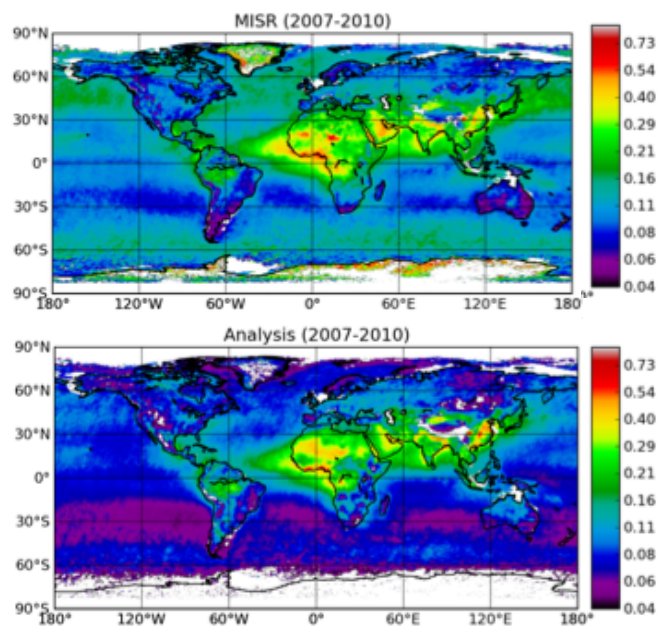 MISR (2007-2010)
90°N
60°N
30°N
0°
30°S
60°S
90°S
180°
120°W
60°W
0°
60°E
120°E
180°
0.73
0.54
0.40
0.29
0.21
0.16
0.11
0.08
0.06
0.04
Analysis (2007-2010)
90°N
60°N
30°N
0°
30°S
60°S
90°S
180°
120°W
60°W
0°
60°E
120°E
180°
0.73
0.54
0.40
0.29
0.21
0.16
0.11
0.08
0.06
0.04